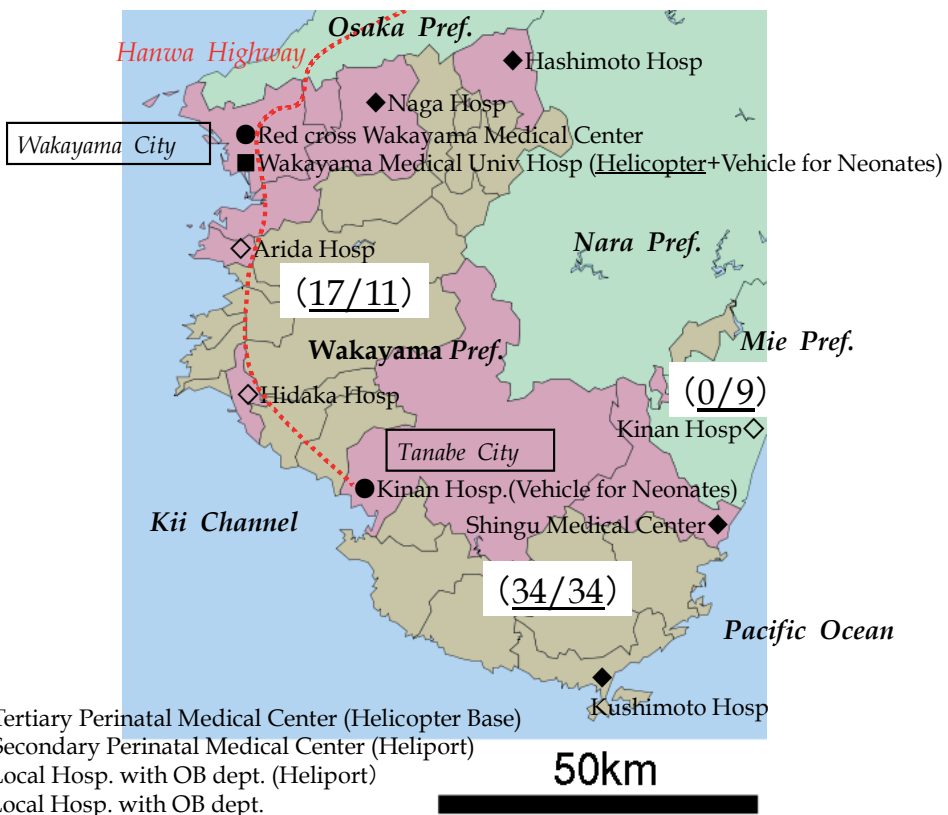 Osaka Pref.
Hanwa Highway
Hashimoto Hosp
Naga Hosp
Red cross Wakayama Medical Center
Wakayama City
Wakayama Medical Univ Hosp (Helicopter+Vehicle for Neonates)
Nara Pref.
Arida Hosp
(17/11)
Mie Pref.
Wakayama Pref.
(0/9)
Hidaka Hosp
Kinan Hosp
Tanabe City
Kinan Hosp.(Vehicle for Neonates)
Kii Channel
Shingu Medical Center
(34/34)
Pacific Ocean
Kushimoto Hosp
Tertiary Perinatal Medical Center (Helicopter Base)
Secondary Perinatal Medical Center (Heliport)
Local Hosp. with OB dept. (Heliport)
Local Hosp. with OB dept.
50km